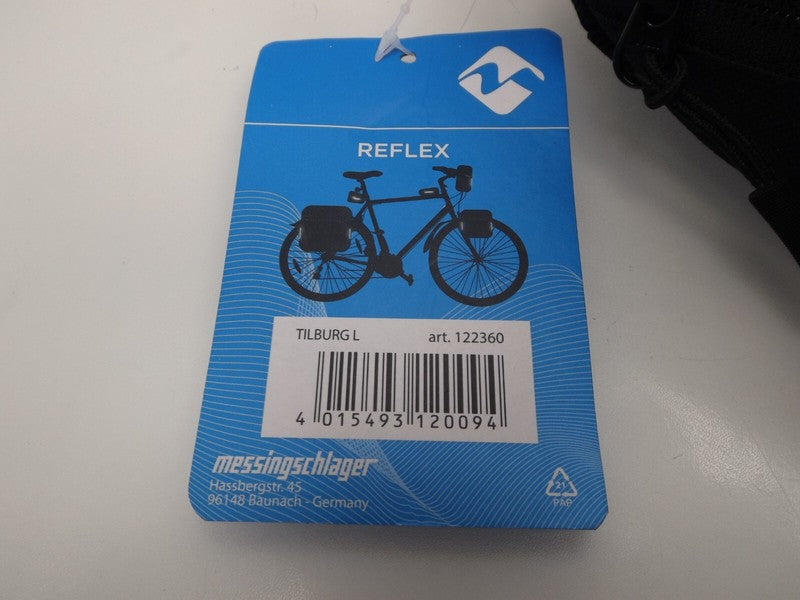 REFLEX
TILBURG L art. 122360
4 015493 120094
messingschlager
Hassbergstr. 45
96148 Baunach - Germany
21
PAP